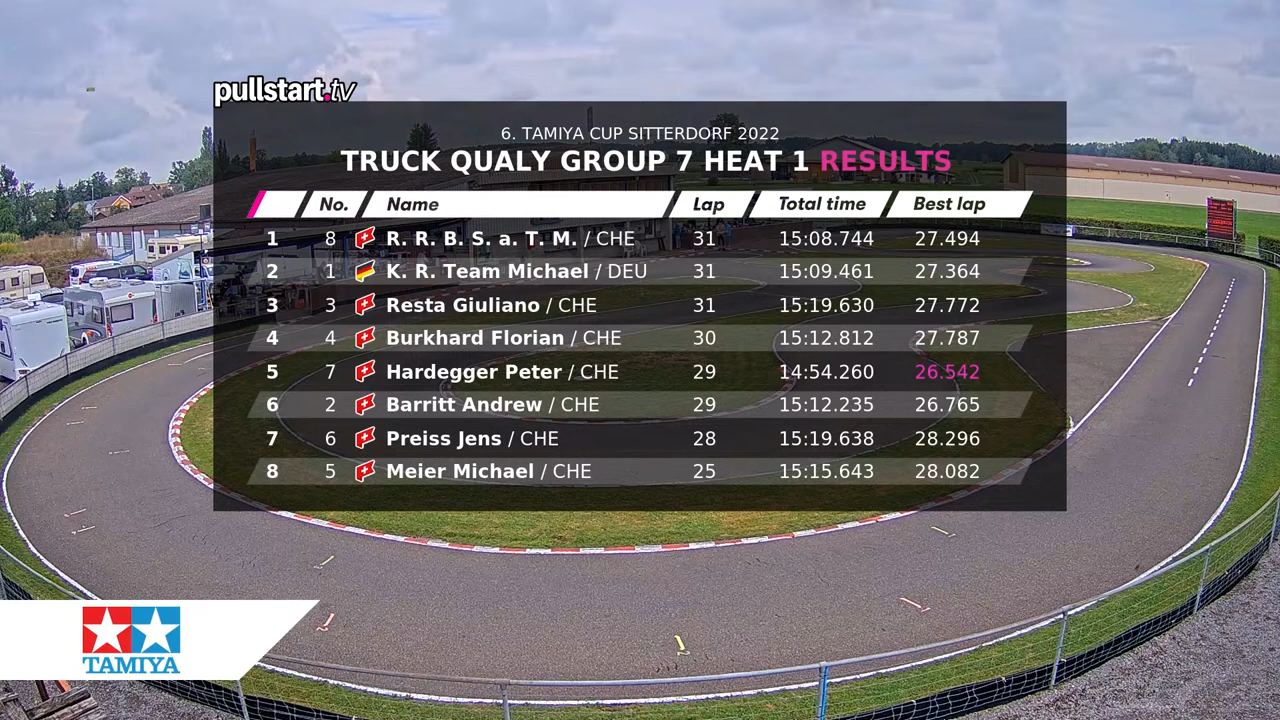 pullstart.tv
6. TAMIYA CUP SITTERDORF 2022
TRUCK QUALY GROUP 7 HEAT 1 RESULTS
No. Name Lap Total time Best lap
1 8 R. R. B. S. a. T. M. / CHE 31 15:08.744 27.494
2 1 K. R. Team Michael / DEU 31 15:09.461 27.364
3 3 Resta Giuliano / CHE 31 15:19.630 27.772
4 4 Burkhard Florian / CHE 30 15:12.812 27.787
5 7 Hardegger Peter / CHE 29 14:54.260 26.542
6 2 Barritt Andrew / CHE 29 15:12.235 26.765
7 6 Preiss Jens / CHE 28 15:19.638 28.296
8 5 Meier Michael / CHE 25 15:15.643 28.082
TAMIYA